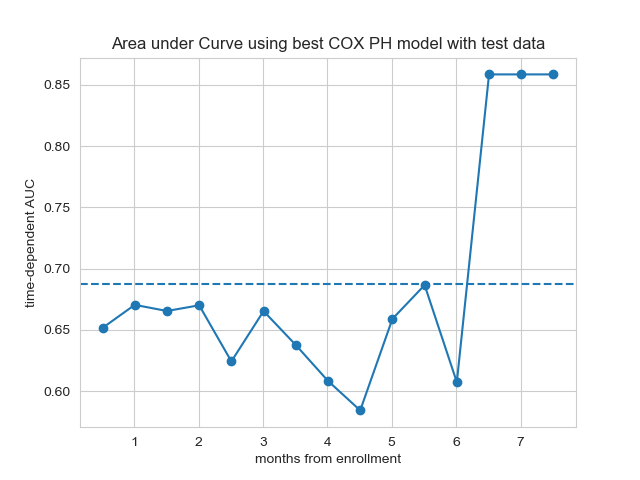 Area under Curve using best COX PH model with test data
time-dependent AUC
0.85
0.80
0.75
0.70
0.65
0.60
1 2 3 4 5 6 7
months from enrollment